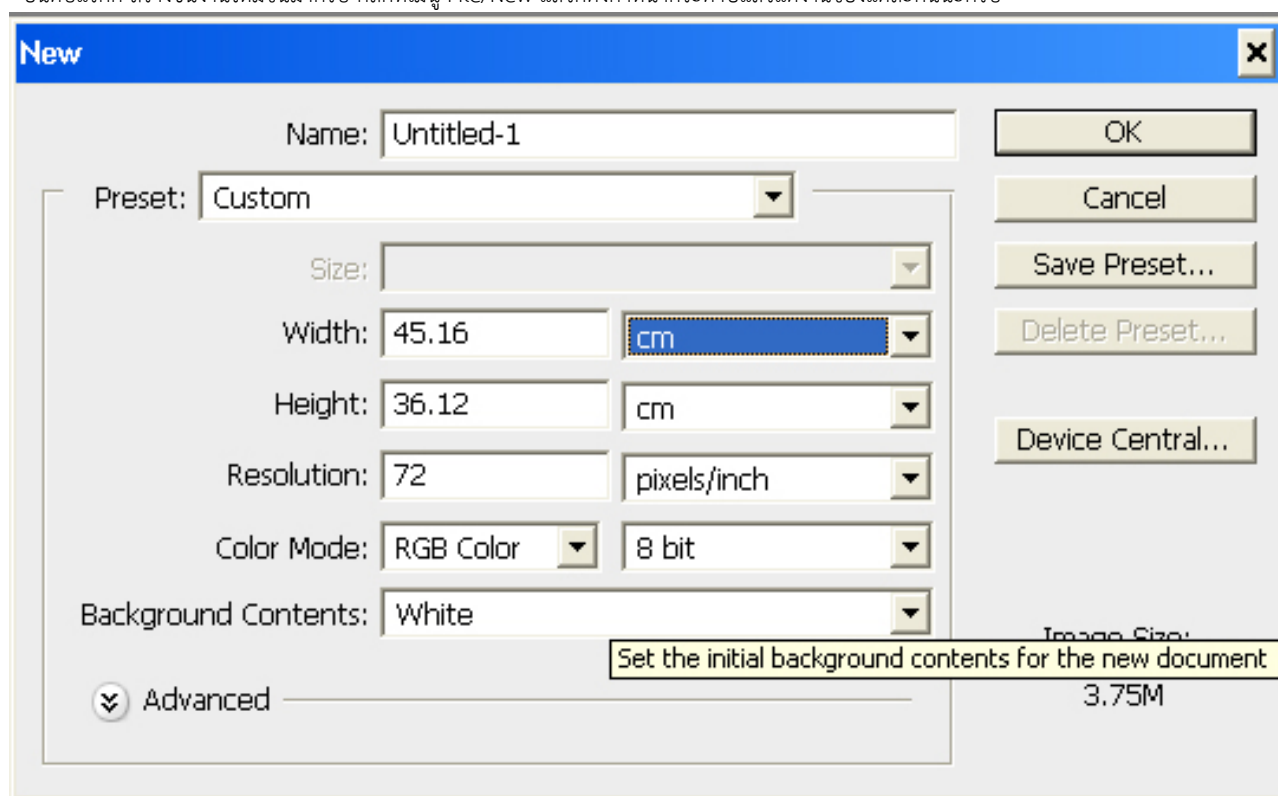 New
Name: Untitled-1
OK
Preset: Custom
Cancel
Size:
Save Preset...
Width: 45.16 cm
Delete Preset...
Height: 36.12 cm
Device Central...
Resolution: 72 pixels/inch
Color Mode: RGB Color 8 bit
Background Contents: White
Image Size:
Set the initial background contents for the new document
Advanced
3.75M